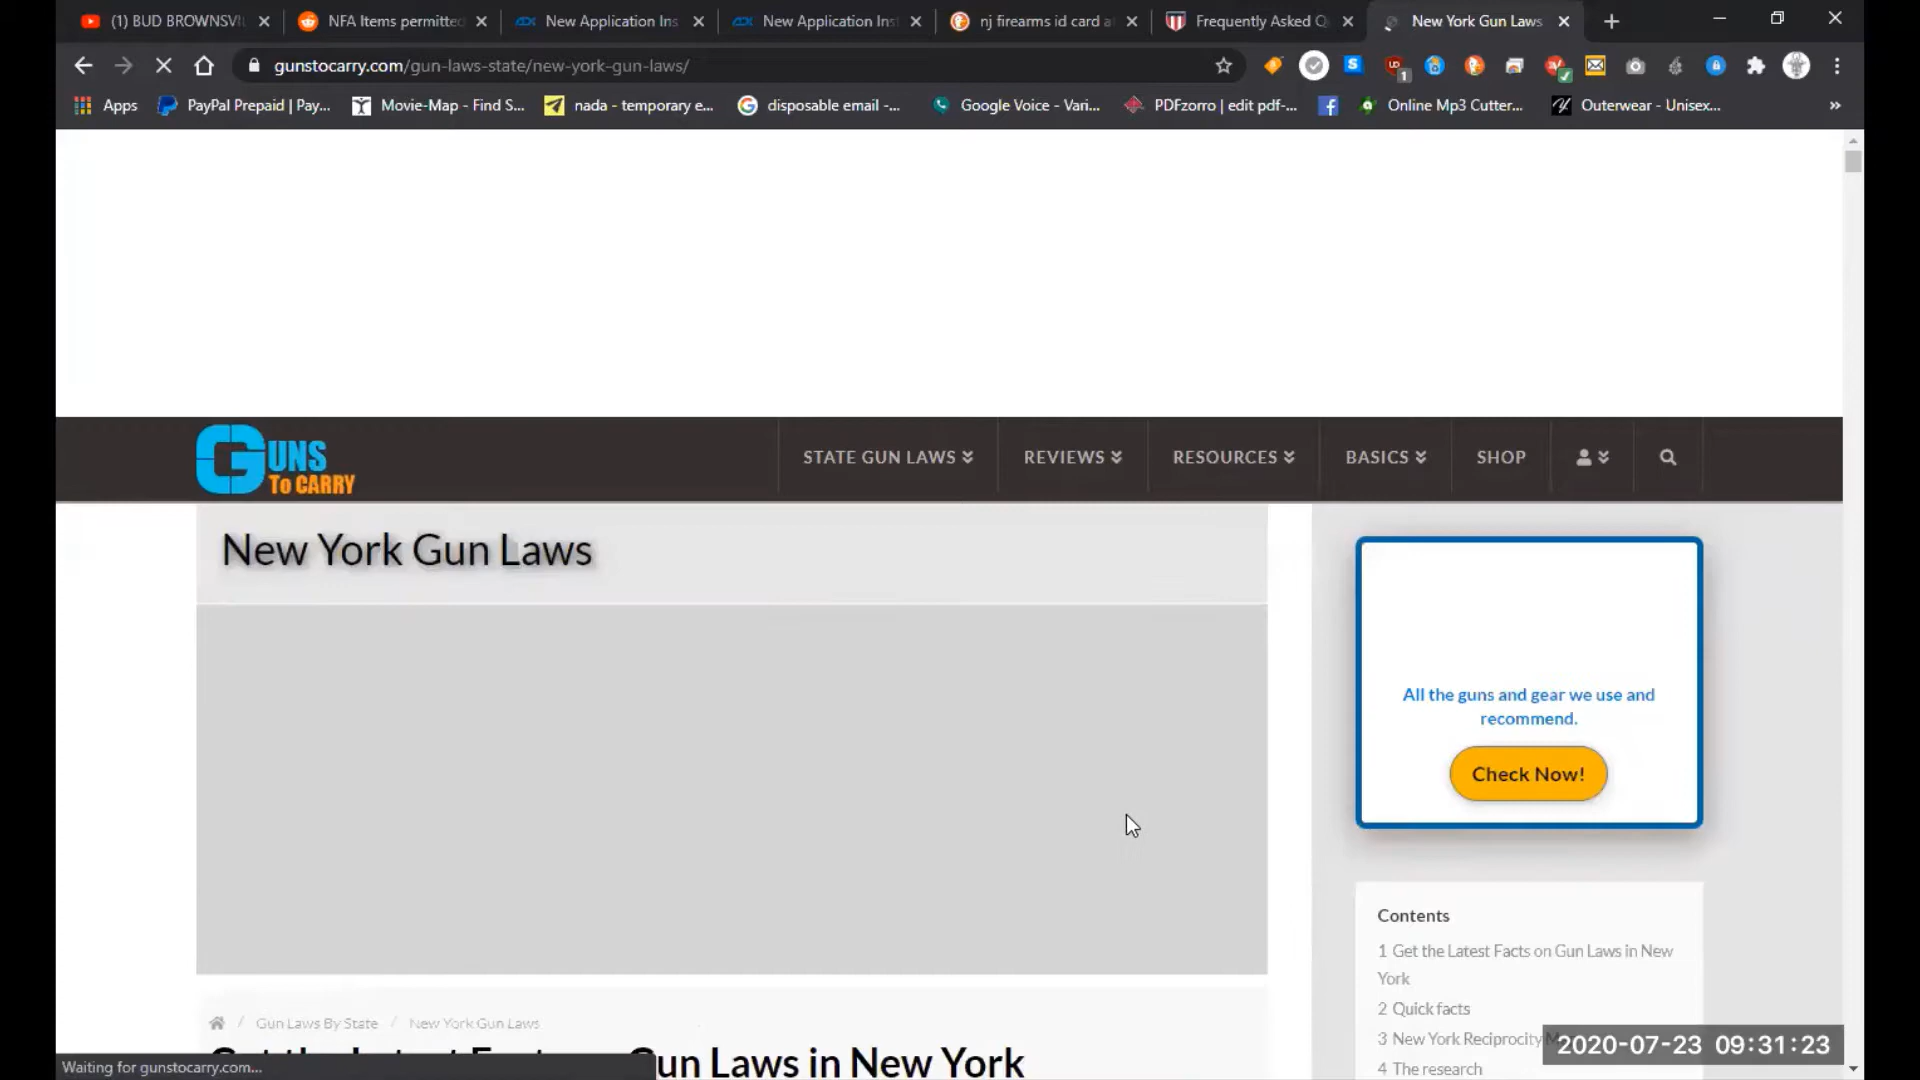 (1) BUD BROWNSVI
NFA Items permitted
New Application Ins
New Application Ins
nj firearms id card a
Frequently Asked Q
New York Gun Laws
gunstocarry.com/gun-laws-state/new-york-gun-laws/
Apps
PayPal Prepaid | Pay...
Movie-Map - Find S...
nada - temporary e...
disposable email -...
Google Voice - Vari...
PDFzorro | edit pdf-...
Online Mp3 Cutter...
Outerwear - Unisex...
GUNS
TO CARRY
STATE GUN LAWS
REVIEWS
RESOURCES
BASICS
SHOP
New York Gun Laws
All the guns and gear we use and
recommend.
Check Now!
Contents
1 Get the Latest Facts on Gun Laws in New
York
2 Quick facts
3 New York Reciprocity
4 The research
/ Gun Laws By State / New York Gun Laws
Gun Laws in New York
Waiting for gunstocarry.com...
2020-07-23 09:31:23